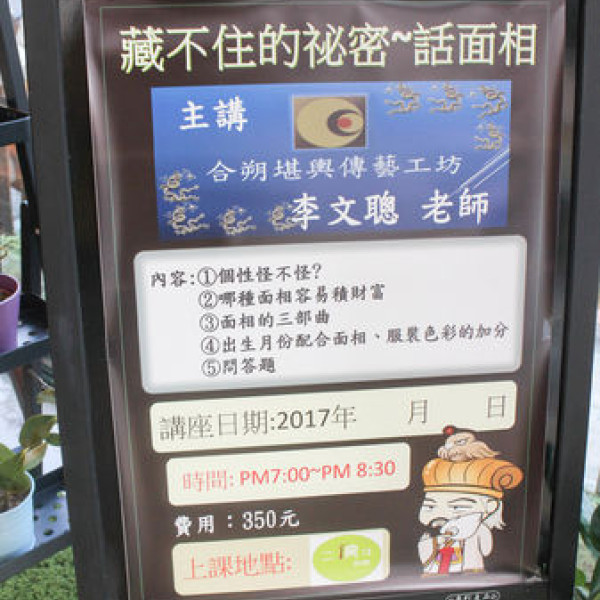 藏不住的祕密~話面相
主講
合朔堪輿傳藝工坊
李文聰 老師
內容:①個性怪不怪?
②哪種面相容易積財富
③面相的三部曲
④出生月份配合面相、服裝色彩的加分
⑤問答題
講座日期:2017年 月 日
時間: PM7:00~PM 8:30
費用：350元
上課地點: